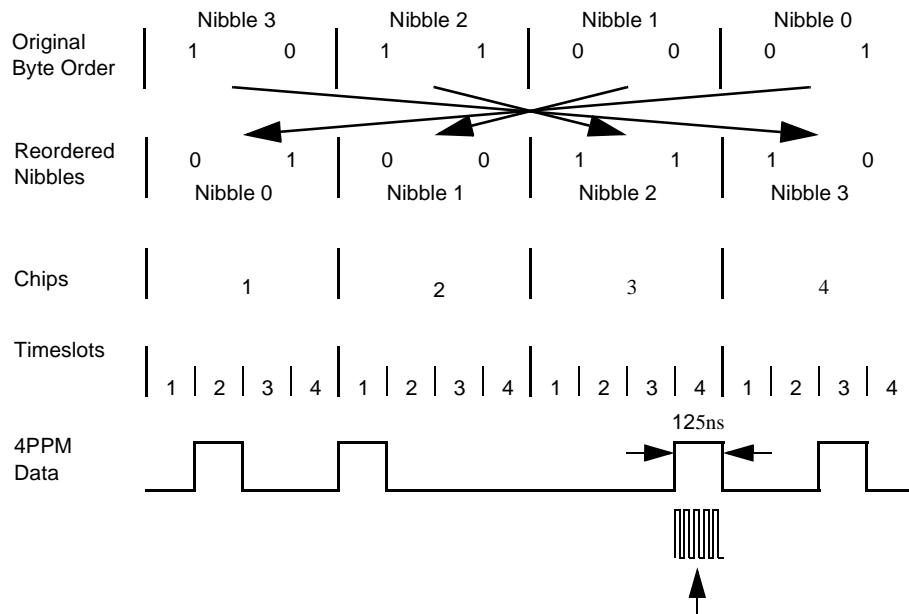 Nibble 3 Nibble 2 Nibble 1 Nibble 0
Original
Byte Order
1 0 1 1 0 0 0 1
Reordered
Nibbles
0 1 0 0 1 1 1 0
Nibble 0 Nibble 1 Nibble 2 Nibble 3
Chips
1 2 3 4
Timeslots
1 2 3 4 1 2 3 4 1 2 3 4 1 2 3 4
125ns
4PPM
Data